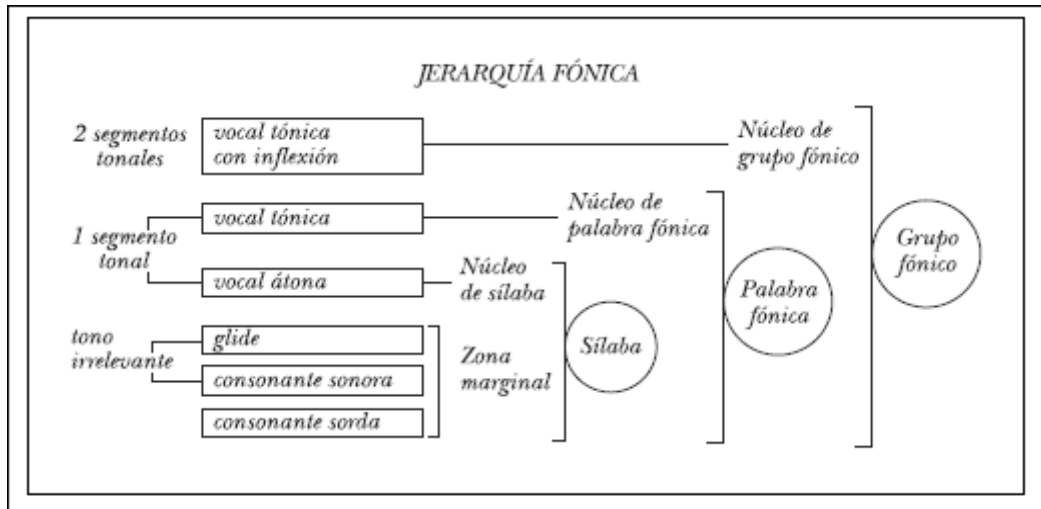 JERARQUÍA FÓNICA
2 segmentos
tonales
vocal tónica
con inflexión
Núcleo de
grupo fónico
1 segmento
tonal
vocal tónica
Núcleo de
palabra fónica
vocal átona
Núcleo
de sílaba
tono
irrelevante
glide
consonante sonora
consonante sorda
Zona
marginal
Sílaba
Palabra
fónica
Grupo
fónico